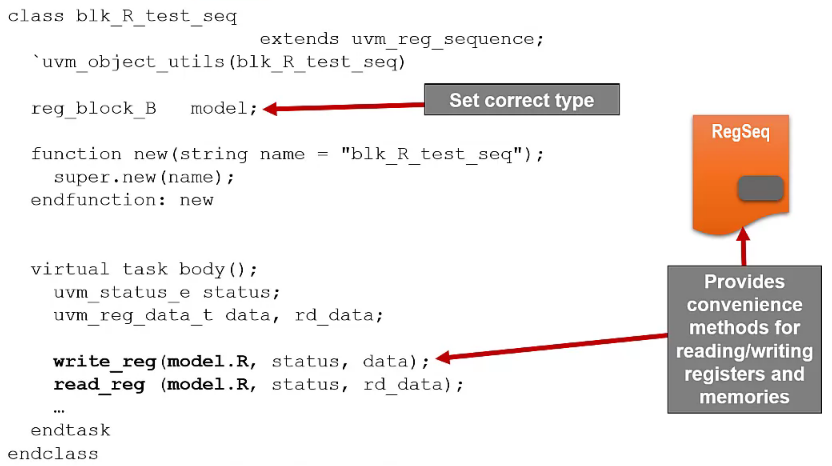 class blk_R_test_seq
extends uvm_reg_sequence;
`uvm_object_utils(blk_R_test_seq)
reg_block_B   model;
Set correct type
function new(string name = "blk_R_test_seq");
super.new(name);
endfunction: new
RegSeq
virtual task body();
uvm_status_e status;
uvm_reg_data_t data, rd_data;
write_reg(model.R, status, data);
read_reg (model.R, status, rd_data);
…
endtask
endclass
Provides
convenience
methods for
reading/writing
registers and
memories